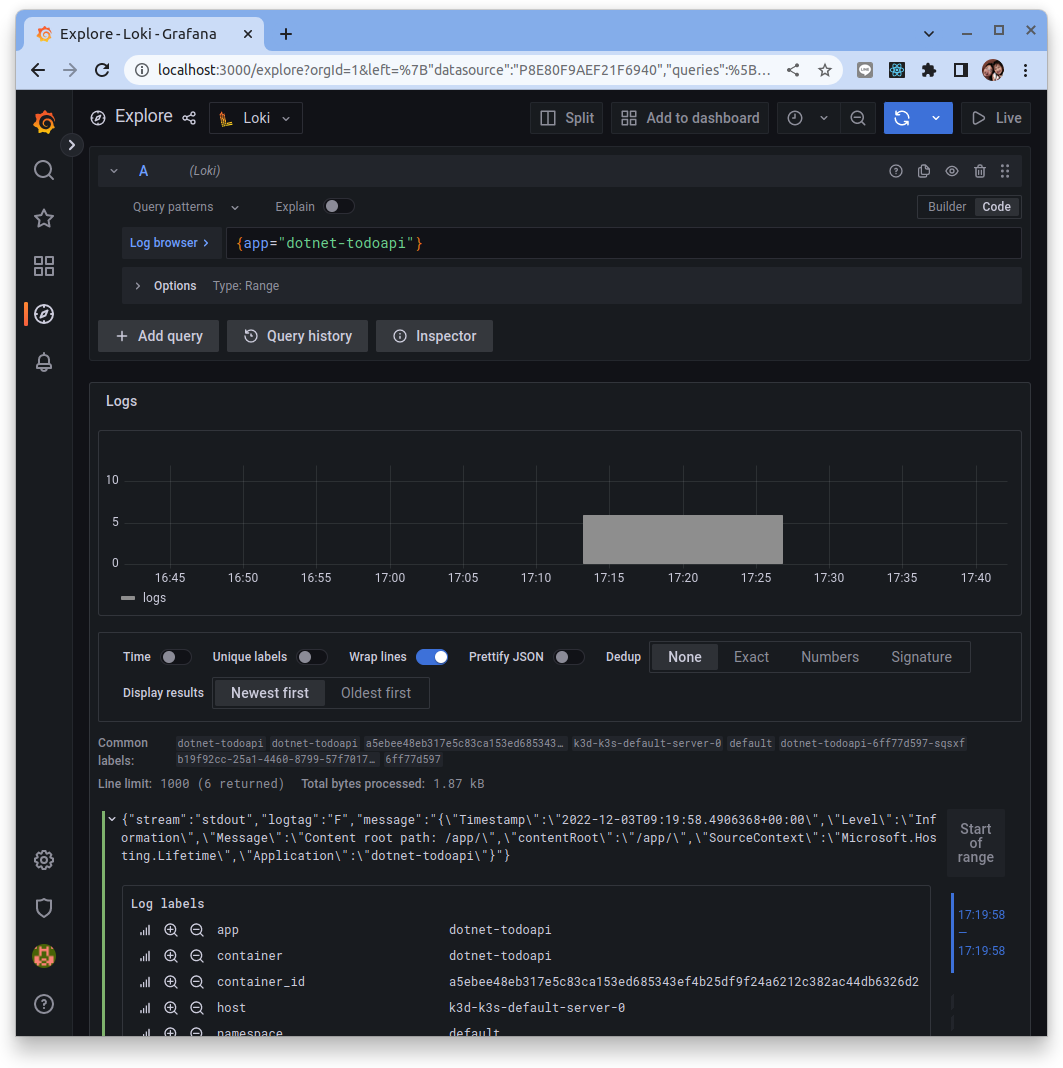 Explore - Loki - Grafana
localhost:3000/explore?orgId=1&left=%7B"datasource":"P8E80F9AEF21F6940","queries":%5B...
Explore Loki Split Add to dashboard Live
A (Loki)
Query patterns Explain Builder Code
Log browser > {app="dotnet-todoapi"}
> Options Type: Range
+ Add query Query history Inspector
Logs
10
5
0
16:45 16:50 16:55 17:00 17:05 17:10 17:15 17:20 17:25 17:30 17:35 17:40
logs
Time Unique labels Wrap lines Prettify JSON Dedup None Exact Numbers Signature
Display results Newest first Oldest first
Common labels: dotnet-todoapi dotnet-todoapi a5ebee48eb317e5c83ca153ed685343… k3d-k3s-default-server-0 default dotnet-todoapi-6ff77d597-sqsxf
b19f92cc-25a1-4460-8799-57f7017… 6ff77d597
Line limit: 1000 (6 returned) Total bytes processed: 1.87 kB
{"stream":"stdout","logtag":"F","message":"{\"Timestamp\":\"2022-12-03T09:19:58.4906368+00:00\",\"Level\":\"Inf
ormation\",\"Message\":\"Content root path: /app/\",\"contentRoot\":\"/app/\",\"SourceContext\":\"Microsoft.Hos
ting.Lifetime\",\"Application\":\"dotnet-todoapi\"}"}
Start
of
range
Log labels
app dotnet-todoapi
container dotnet-todoapi
container_id a5ebee48eb317e5c83ca153ed685343ef4b25df9f24a6212c382ac44db6326d2
host k3d-k3s-default-server-0
namespace default
17:19:58
—
17:19:58